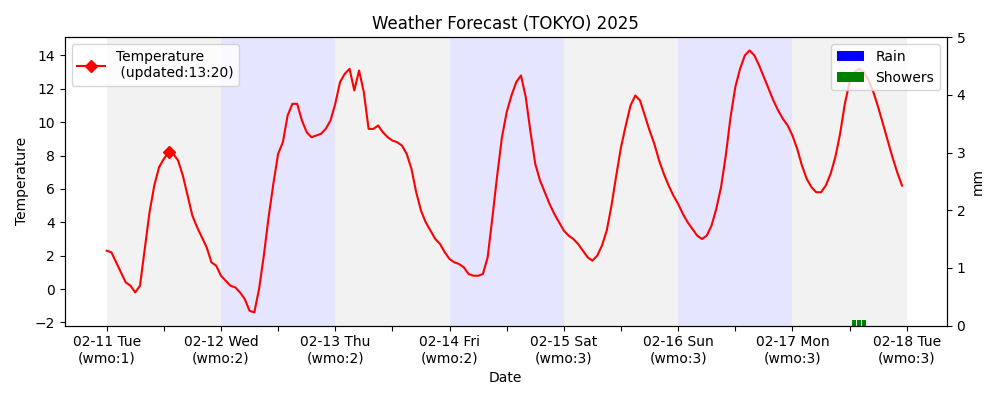 Weather Forecast (TOKYO) 2025
Temperature
(updated:13:20)
Rain
Showers
Temperature
14
12
10
8
6
4
2
0
−2
5
4
3
2
1
0
mm
02-11 Tue
(wmo:1)
02-12 Wed
(wmo:2)
02-13 Thu
(wmo:2)
02-14 Fri
(wmo:2)
02-15 Sat
(wmo:3)
02-16 Sun
(wmo:3)
02-17 Mon
(wmo:3)
02-18 Tue
(wmo:3)
Date